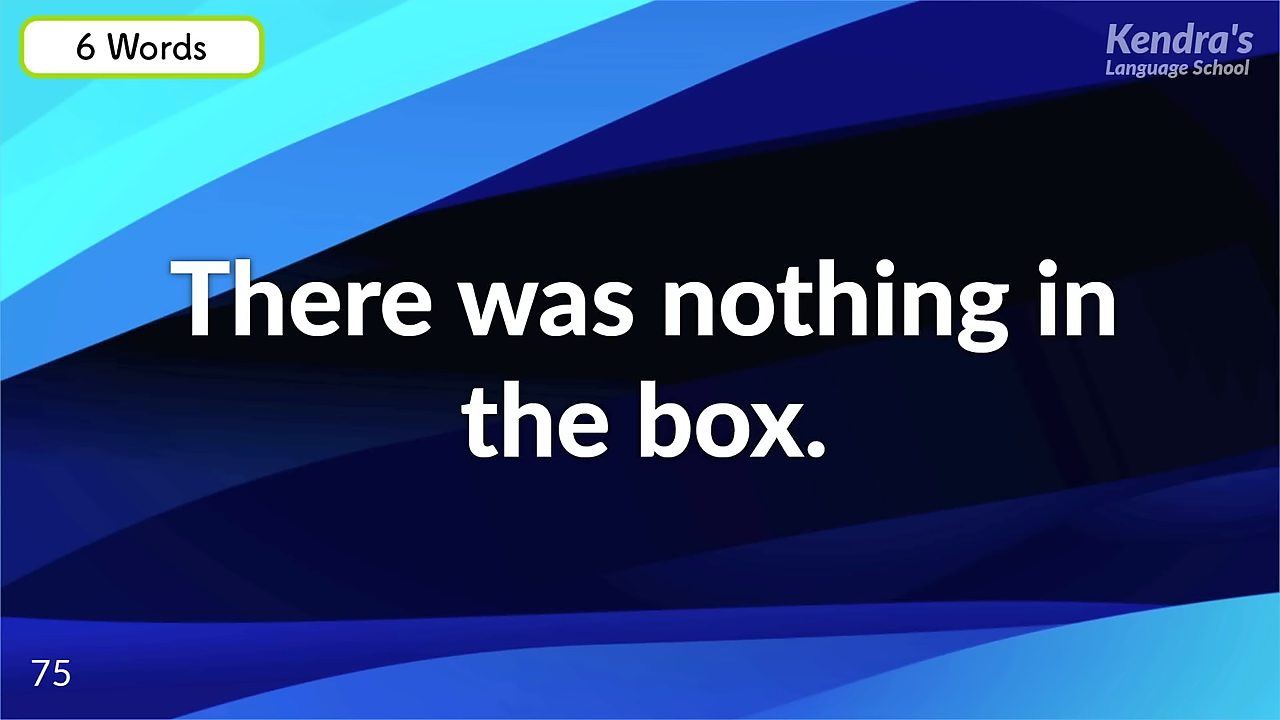 6 Words
Kendra's
Language School
There was nothing in
the box.
75